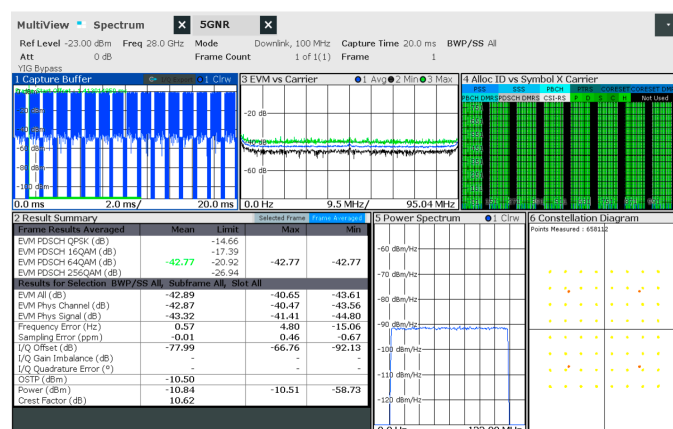 MultiView Spectrum X 5GNR X
Ref Level -23.00 dBm Freq 28.0 GHz Mode Downlink, 100 MHz Capture Time 20.0 ms BWP/SS All
Att 0 dB Frame Count 1 of 1(1) Frame 1
YIG Bypass
1 Capture Buffer 1 Clrw
0.0 ms 2.0 ms/ 20.0 ms
3 EVM vs Carrier 1 Avg 2 Min 3 Max
-20 dB
-60 dB
0.0 Hz 9.5 MHz/ 95.04 MHz
4 Alloc ID vs Symbol X Carrier
PSS SSS PBCH PTRS CORESET CORESET DM
PBCH DMRS PDSCH DMRS CSI-RS P D S C H Not Used
2 Result Summary Selected Frame Frame Averaged
Frame Results Averaged Mean Limit Max Min
EVM PDSCH QPSK (dB) -14.66
EVM PDSCH 16QAM (dB) -17.39
EVM PDSCH 64QAM (dB) -42.77 -20.92 -42.77 -42.77
EVM PDSCH 256QAM (dB) -26.94
Results for Selection BWP/SS All, Subframe All, Slot All
EVM All (dB) -42.89 -40.65 -43.61
EVM Phys Channel (dB) -42.87 -40.47 -43.56
EVM Phys Signal (dB) -43.32 -41.41 -44.80
Frequency Error (Hz) 0.57 4.80 -15.06
Sampling Error (ppm) -0.01 0.46 -0.67
I/Q Offset (dB) -77.99 -66.76 -92.13
I/Q Gain Imbalance (dB) - - -
I/Q Quadrature Error (°) - - -
OSTP (dBm) -10.50
Power (dBm) -10.84 -10.51 -58.73
Crest Factor (dB) 10.62
5 Power Spectrum 1 Clrw
-60 dBm/Hz
-70 dBm/Hz
-80 dBm/Hz
-90 dBm/Hz
-100 dBm/Hz
-110 dBm/Hz
-120 dBm/Hz
6 Constellation Diagram
Points Measured : 658112